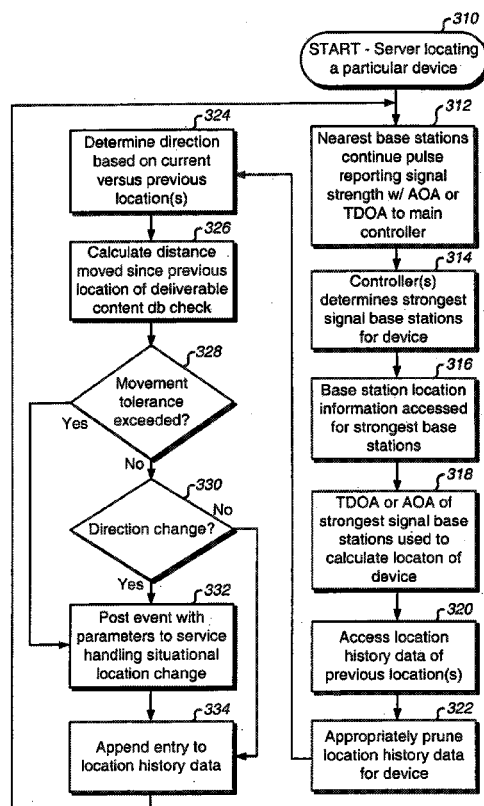 310
START - Server locating
a particular device
312
Nearest base stations
continue pulse
reporting signal
strength w/ AOA or
TDOA to main
controller
314
Controller(s)
determines strongest
signal base stations
for device
316
Base station location
information accessed
for strongest base
stations
318
TDOA or AOA of
strongest signal base
stations used to
calculate locaton of
device
320
Access location
history data of
previous location(s)
322
Appropriately prune
location history data
for device
324
Determine direction
based on current
versus previous
location(s)
326
Calculate distance
moved since previous
location of deliverable
content db check
328
Movement
tolerance
exceeded?
Yes
No
330
Direction change?
No
Yes
332
Post event with
parameters to service
handling situational
location change
334
Append entry to
location history data